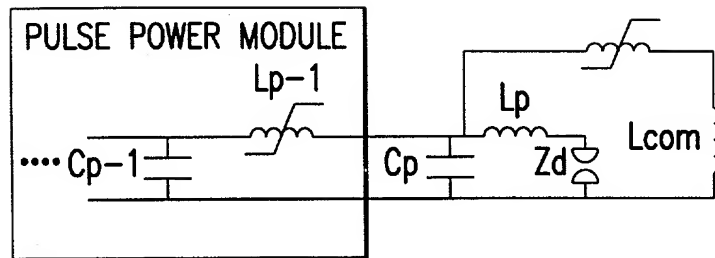 PULSE POWER MODULE
Lp-1
Lp
Lcom
•••• Cp-1
Cp
Zd